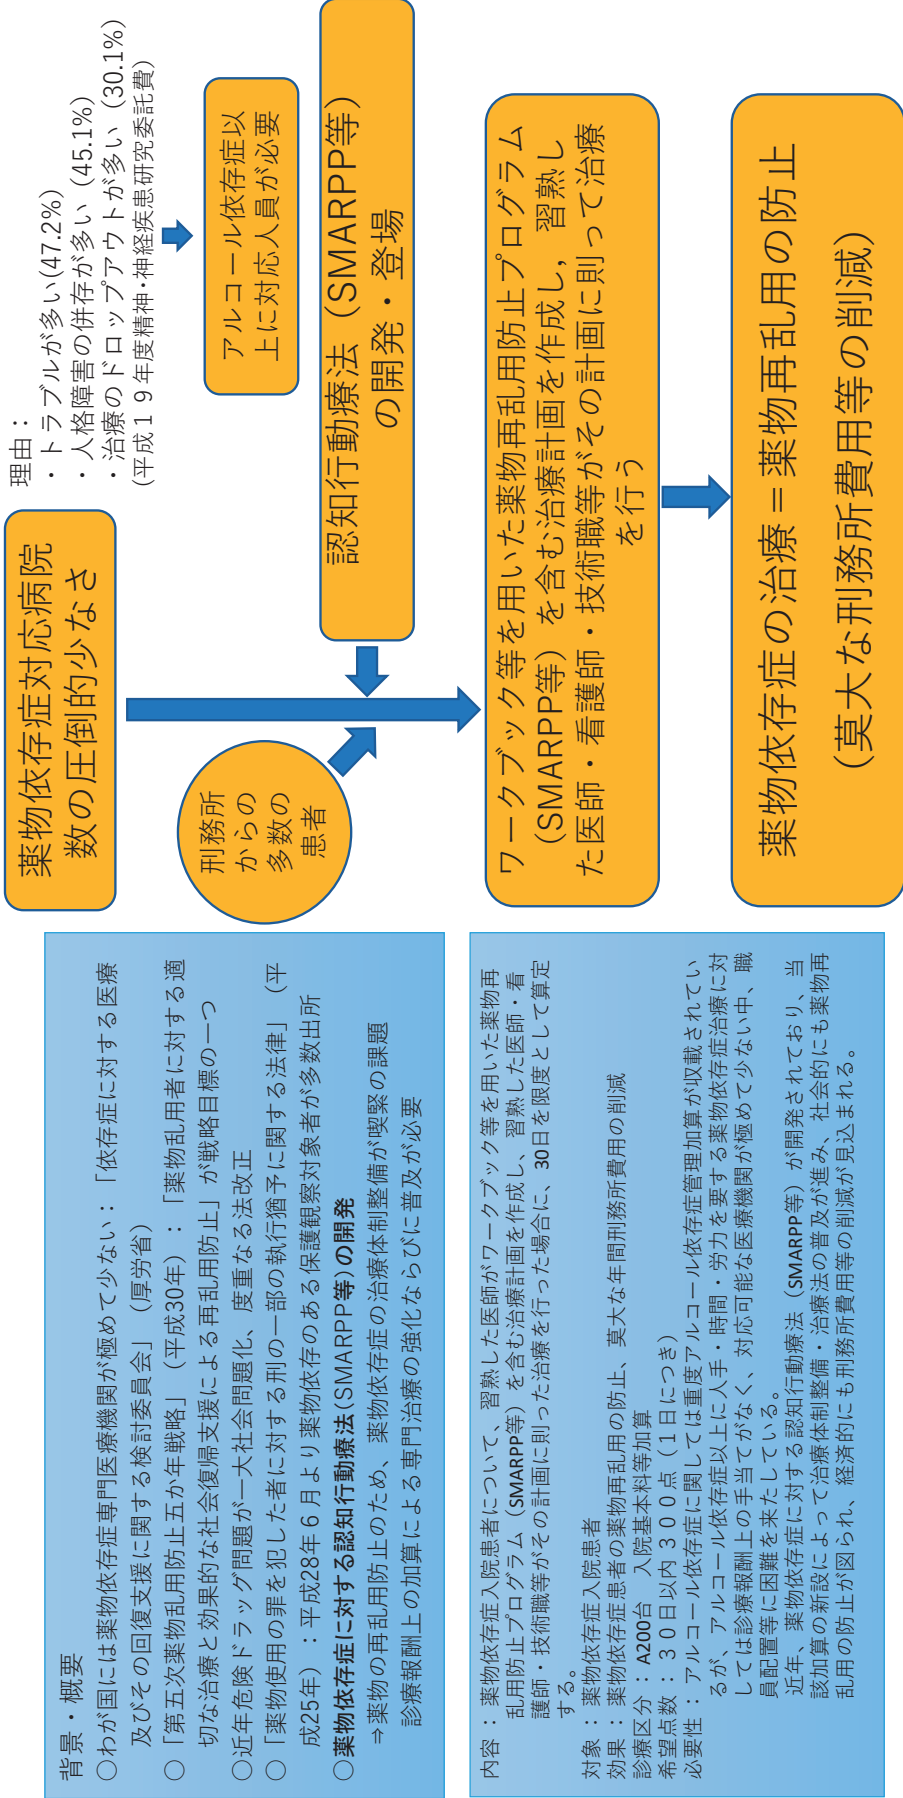 背景・概要
○わが国には薬物依存症専門医療機関が極めて少ない：「依存症に対する医療
及びその回復支援に関する検討委員会」（厚労省）
○「第五次薬物乱用防止五か年戦略」（平成30年）：「薬物乱用者に対する適
切な治療と効果的な社会復帰支援による再乱用防止」が戦略目標の一つ
○近年危険ドラッグ問題が一大社会問題化、度重なる法改正
○「薬物使用の罪を犯した者に対する刑の一部の執行猶予に関する法律」（平
成25年）：平成28年６月より薬物依存のある保護観察対象者が多数出所
○薬物依存症に対する認知行動療法(SMARPP等)の開発
⇒薬物の再乱用防止のため、薬物依存症の治療体制整備が喫緊の課題
診療報酬上の加算による専門治療の強化ならびに普及が必要
内容：薬物依存症入院患者について、習熟した医師がワークブック等を用いた薬物再
乱用防止プログラム（SMARPP等）を含む治療計画を作成し、習熟した医師・看
護師・技術職等がその計画に則った治療を行った場合に、30日を限度として算定
する。
対象：薬物依存症入院患者
効果：薬物依存症患者の薬物再乱用の防止、莫大な年間刑務所費用の削減
診療区分：A200台　入院基本料等加算
希望点数：３０日以内３００点（１日につき）
必要性：アルコール依存症に関しては重度アルコール依存症管理加算が収載されてい
るが、アルコール依存症以上に人手・時間・労力を要する薬物依存症治療に対
しては診療報酬上の手当てがなく、対応可能な医療機関が極めて少ない中、職
員配置等に困難を来たしている。
近年、薬物依存症に対する認知行動療法（SMARPP等）が開発されており、当
該加算の新設によって治療体制整備・治療法の普及が進み、社会的にも薬物再
乱用の防止が図られ、経済的にも刑務所費用等の削減が見込まれる。
薬物依存症対応病院
数の圧倒的少なさ
理由：
・トラブルが多い(47.2%)
・人格障害の併存が多い（45.1%)
・治療のドロップアウトが多い（30.1%)
(平成１９年度精神・神経疾患研究委託費)
アルコール依存症以
上に対応人員が必要
刑務所
からの
多数の
患者
認知行動療法（SMARPP等）
の開発・登場
ワークブック等を用いた薬物再乱用防止プログラム
（SMARPP等）を含む治療計画を作成し，習熟し
た医師・看護師・技術職等がその計画に則って治療
を行う
薬物依存症の治療＝薬物再乱用の防止
（莫大な刑務所費用等の削減）